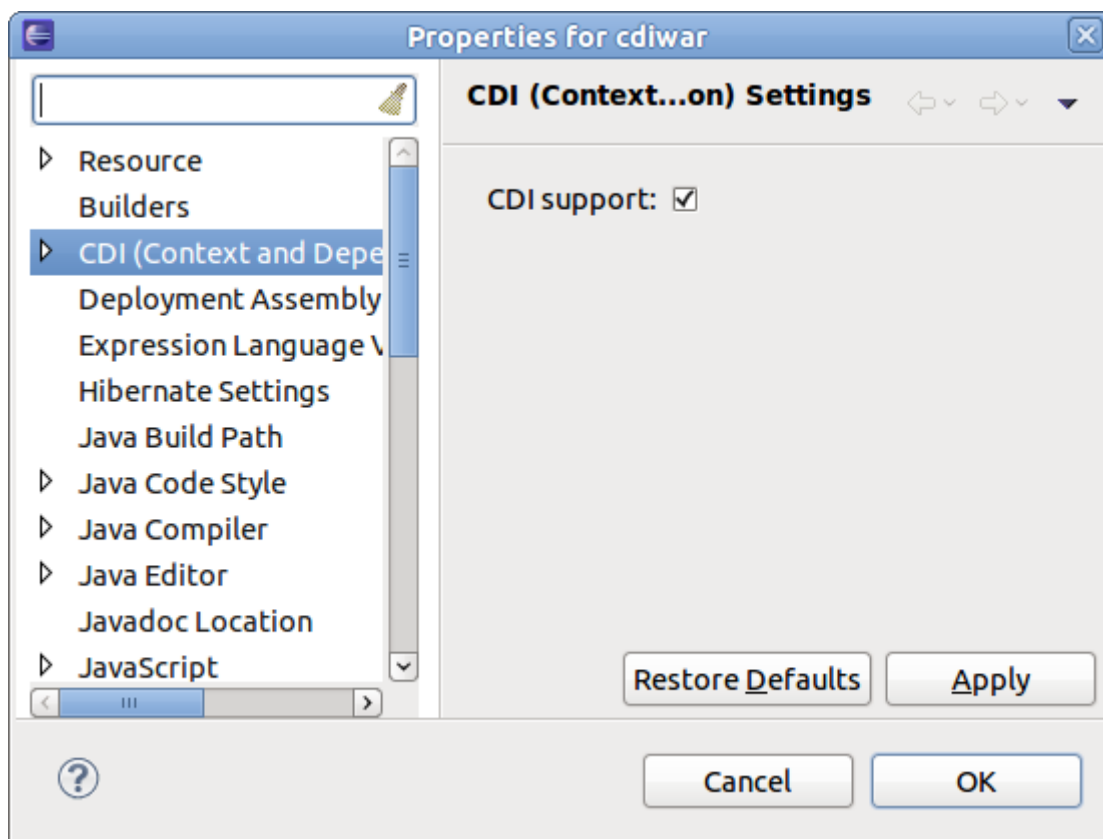 Properties for cdiwar
CDI (Context...on) Settings
Resource
Builders
CDI (Context and Depe
Deployment Assembly
Expression Language V
Hibernate Settings
Java Build Path
Java Code Style
Java Compiler
Java Editor
Javadoc Location
JavaScript
CDI support:
Restore Defaults
Apply
Cancel
OK